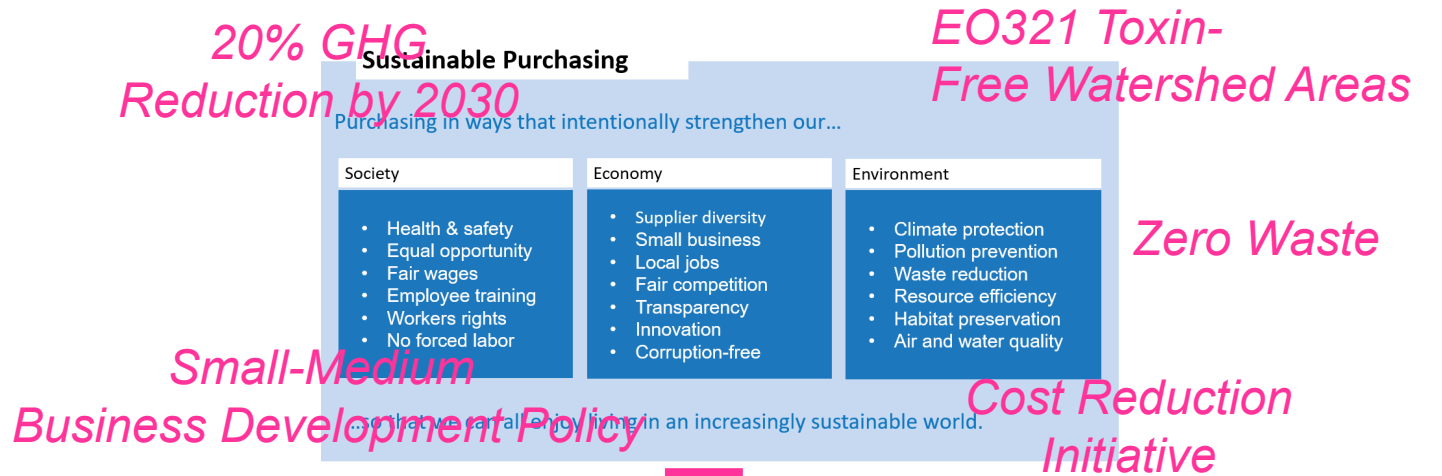 20% GHG
Reduction by 2030
EO321 Toxin-
Free Watershed Areas
Sustainable Purchasing
Purchasing in ways that intentionally strengthen our...
Society
• Health & safety
• Equal opportunity
• Fair wages
• Employee training
• Workers rights
• No forced labor
Economy
• Supplier diversity
• Small business
• Local jobs
• Fair competition
• Transparency
• Innovation
• Corruption-free
Environment
• Climate protection
• Pollution prevention
• Waste reduction
• Resource efficiency
• Habitat preservation
• Air and water quality
Zero Waste
Small-Medium
Business Development Policy
...so that we can all enjoy living in an increasingly sustainable world.
Cost Reduction
Initiative